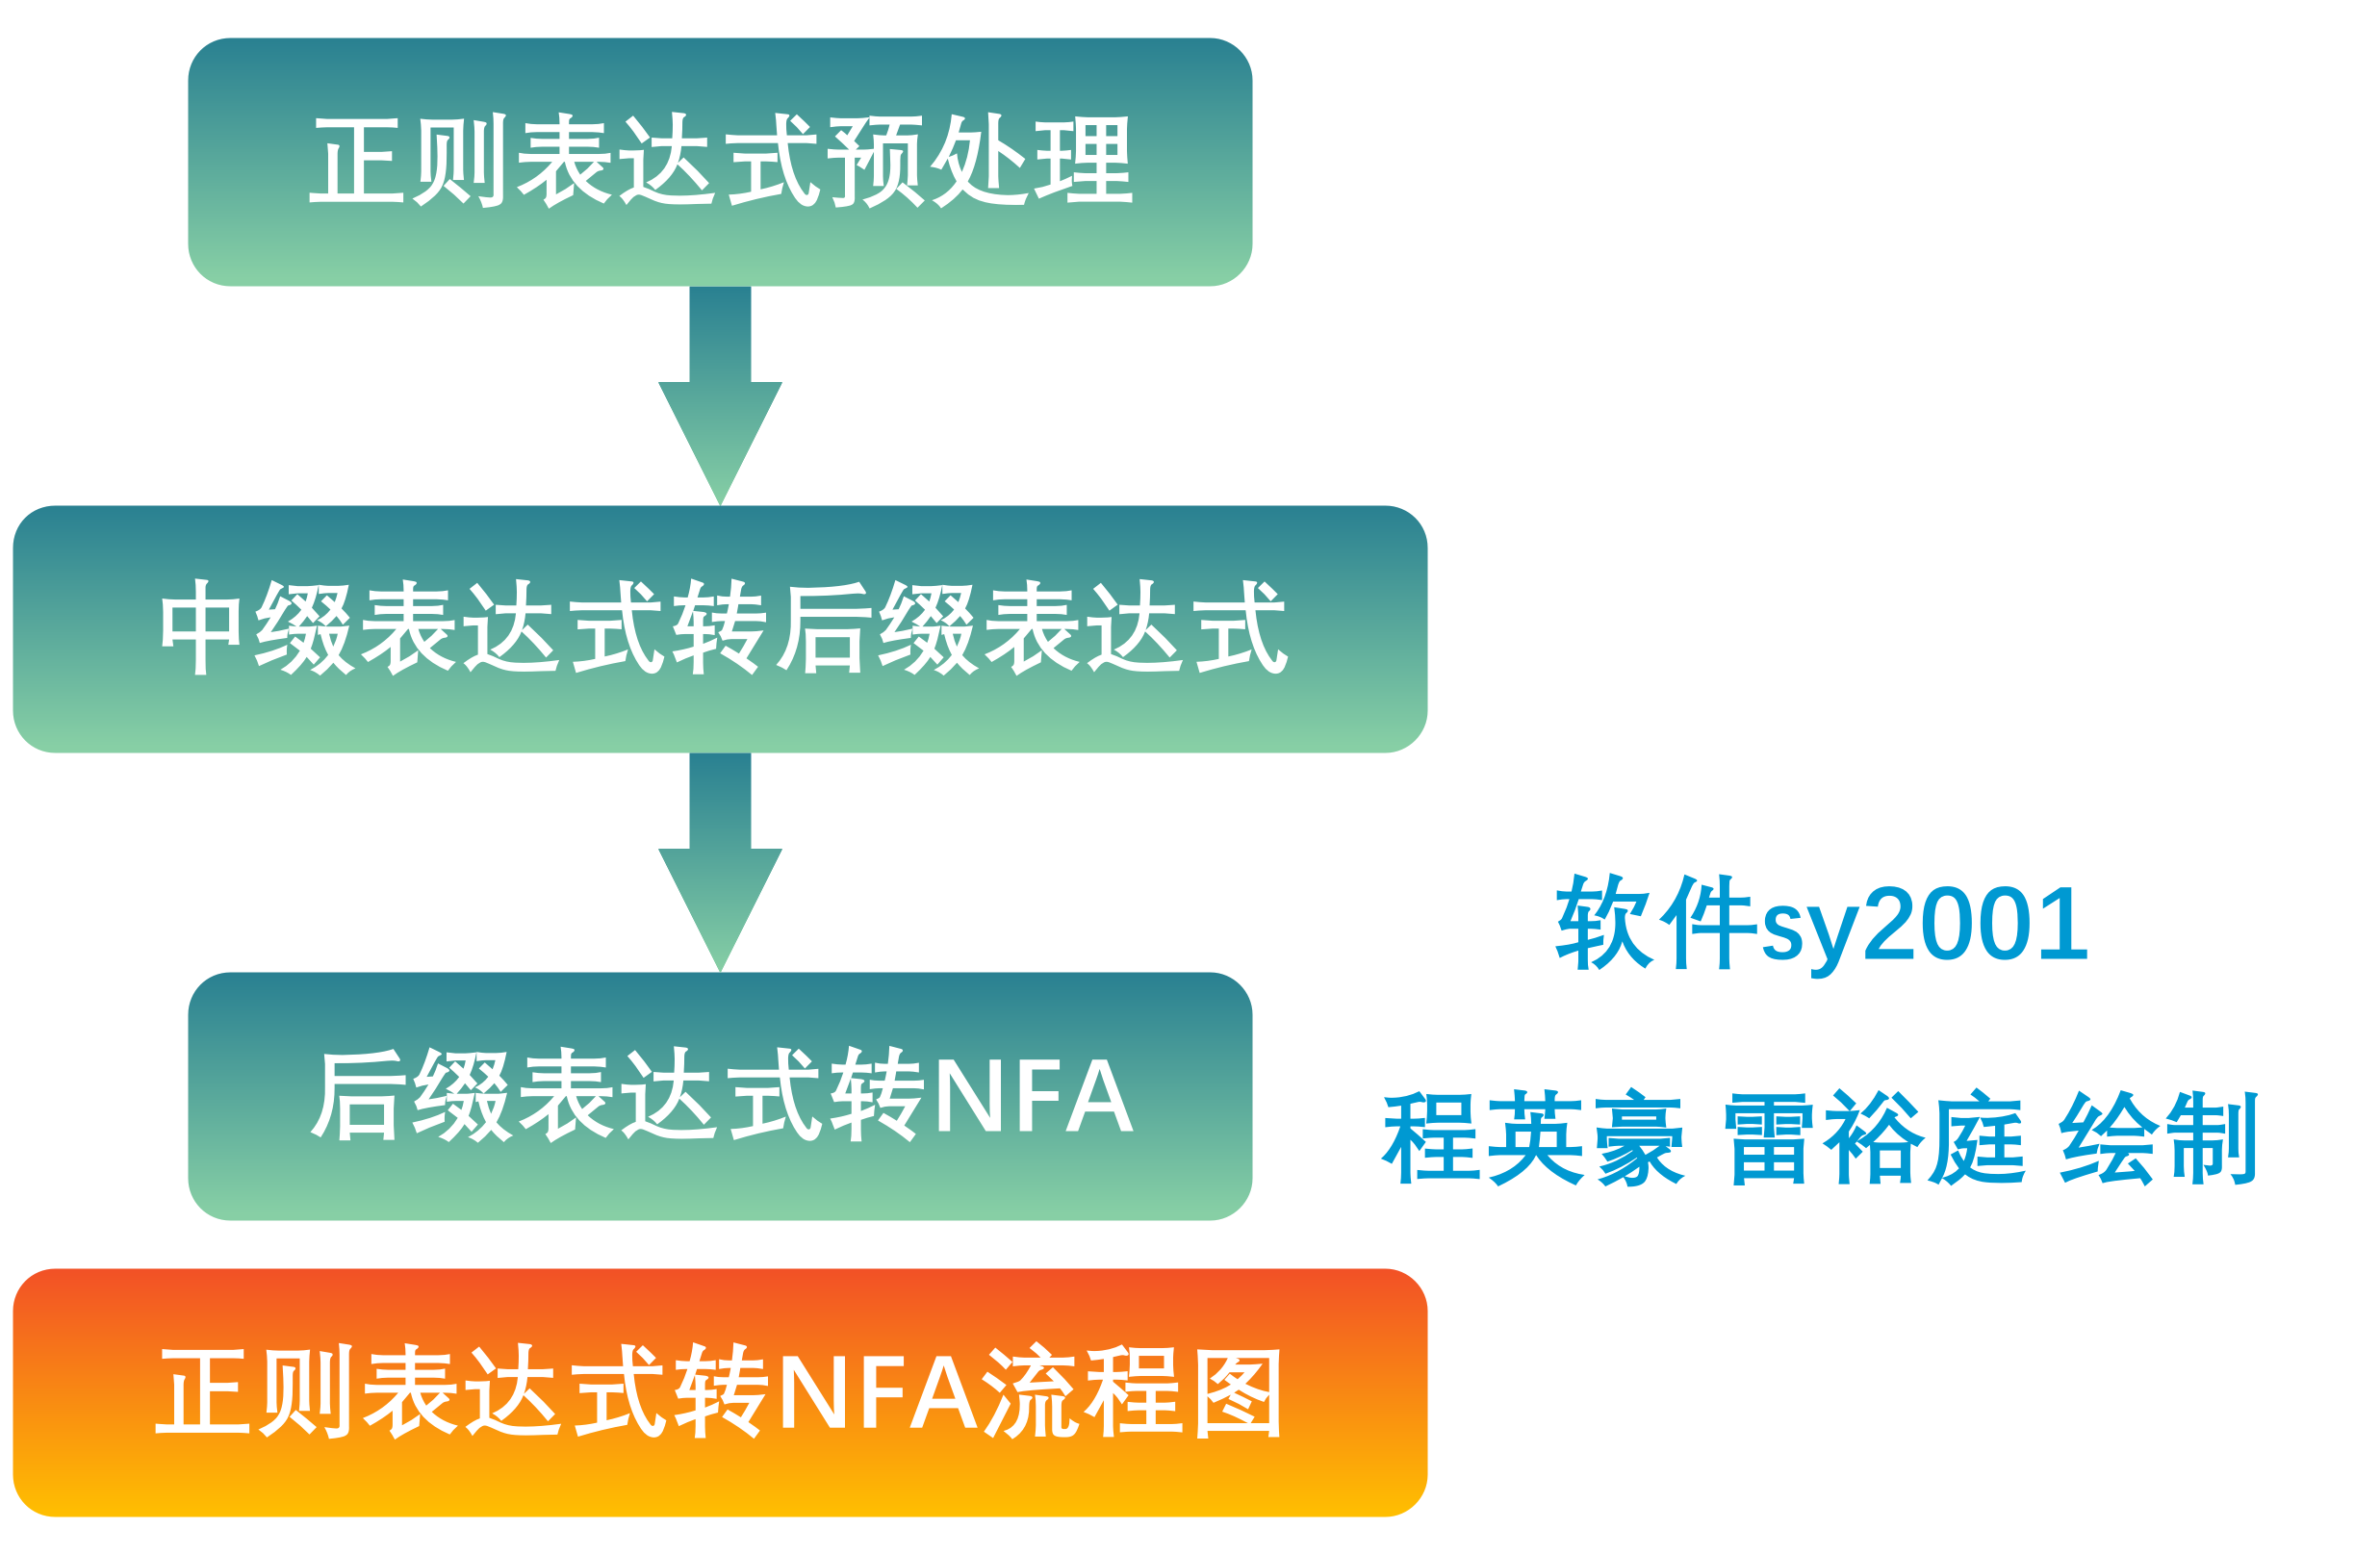 正则表达式预处理
中缀表达式转后缀表达式
后缀表达式转NFA
软件sy2001
程英豪 雷裕庭 绘制
正则表达式转NFA流程图